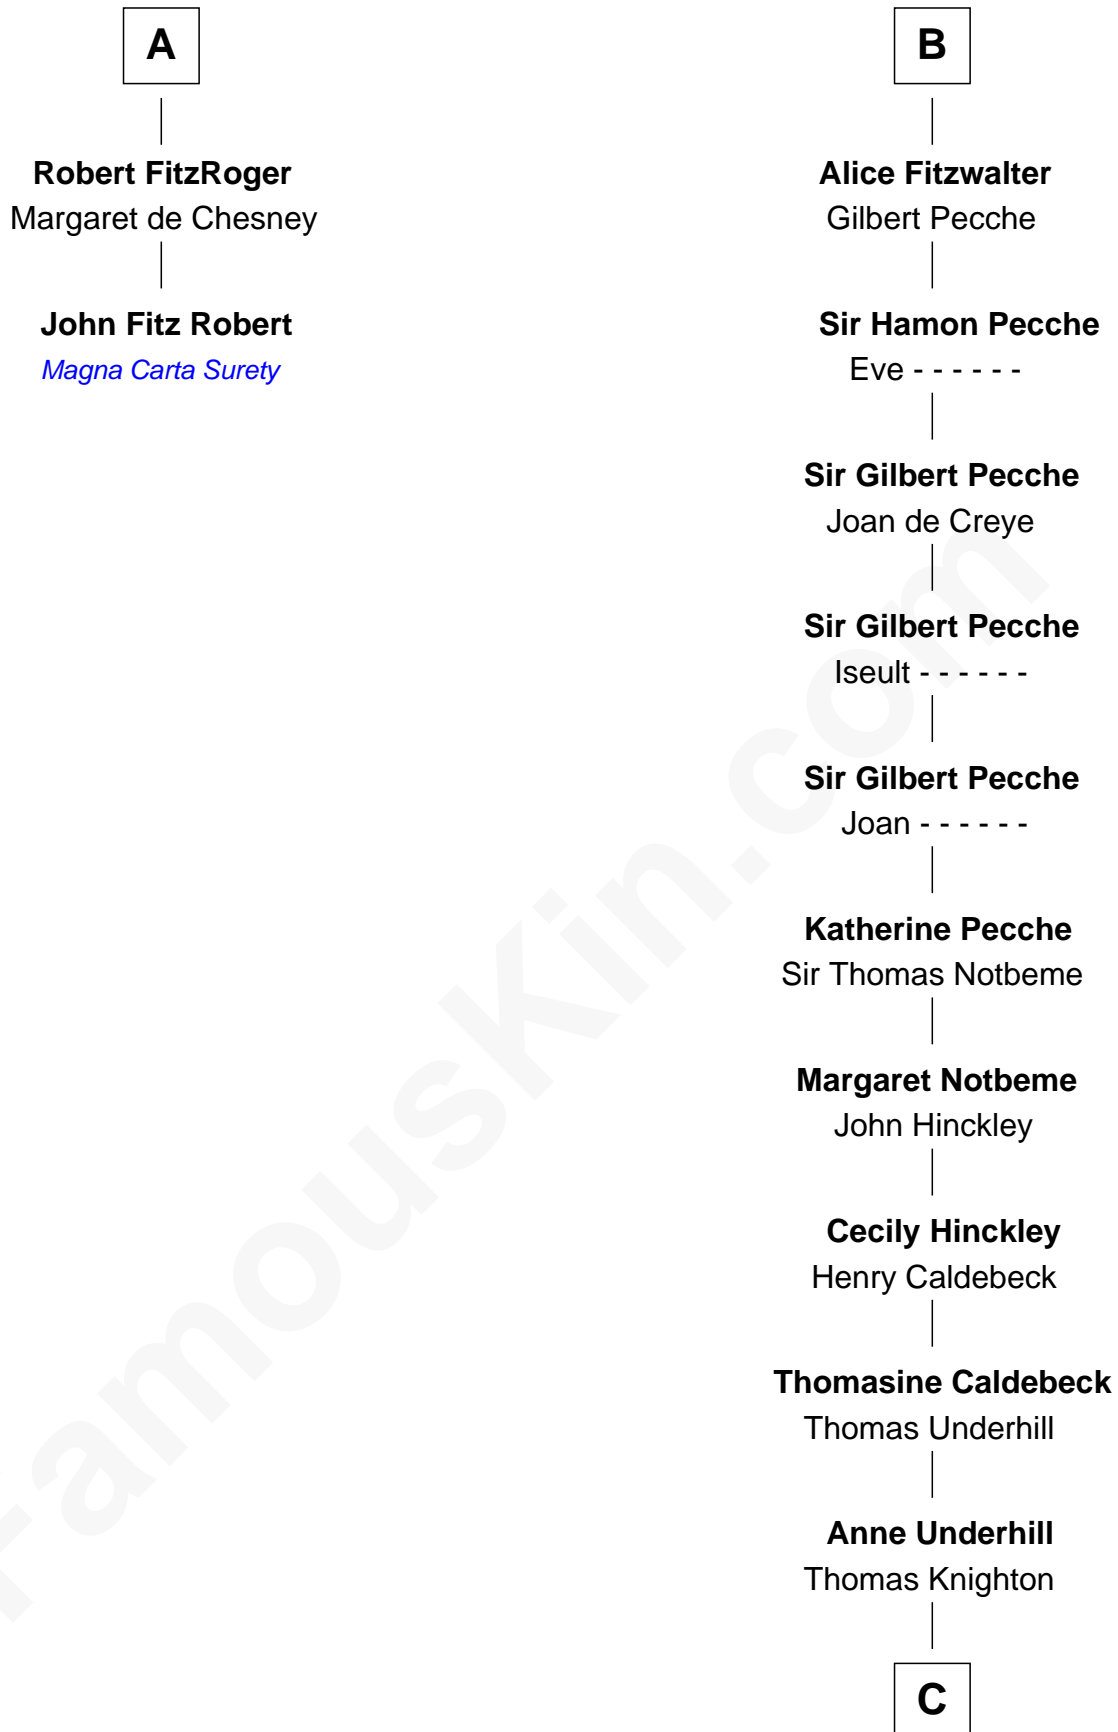 A
Robert FitzRoger
Margaret de Chesney
John Fitz Robert
Magna Carta Surety
B
Alice Fitzwalter
Gilbert Pecche
Sir Hamon Pecche
Eve - - - - - -
Sir Gilbert Pecche
Joan de Creye
Sir Gilbert Pecche
Iseult - - - - - -
Sir Gilbert Pecche
Joan - - - - - -
Katherine Pecche
Sir Thomas Notbeme
Margaret Notbeme
John Hinckley
Cecily Hinckley
Henry Caldebeck
Thomasine Caldebeck
Thomas Underhill
Anne Underhill
Thomas Knighton
C
FamousKin.com